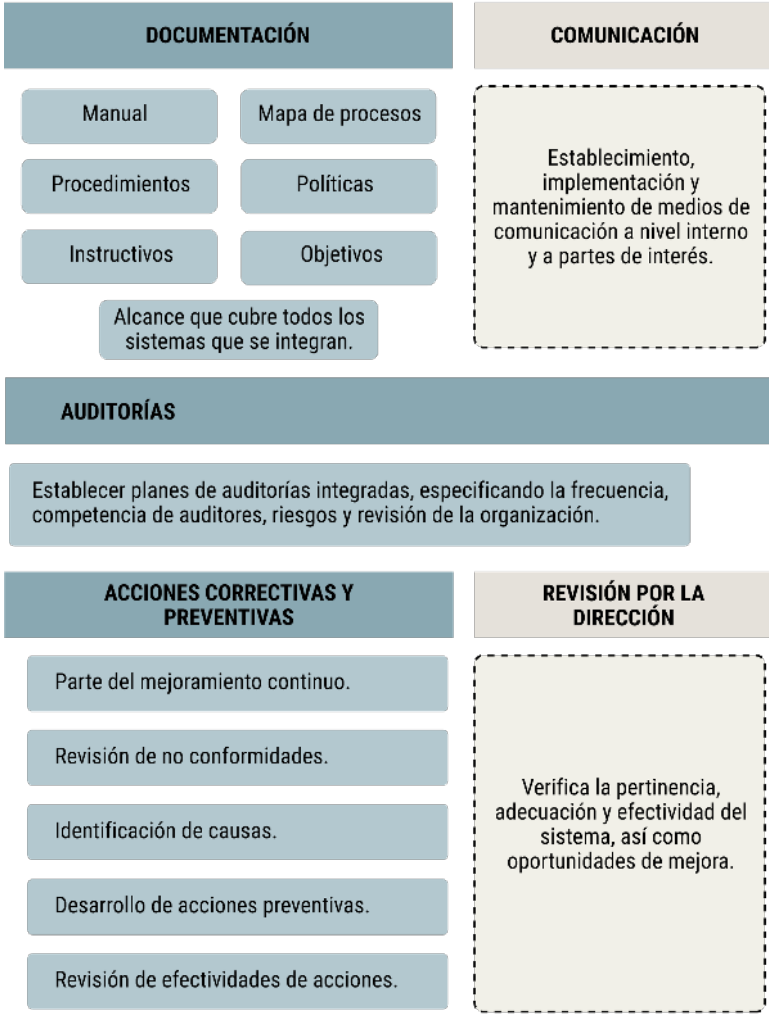 DOCUMENTACIÓN
COMUNICACIÓN
Manual
Mapa de procesos
Procedimientos
Políticas
Instructivos
Objetivos
Alcance que cubre todos los
sistemas que se integran.
Establecimiento,
implementación y
mantenimiento de medios de
comunicación a nivel interno
y a partes de interés.
AUDITORÍAS
Establecer planes de auditorías integradas, especificando la frecuencia,
competencia de auditores, riesgos y revisión de la organización.
ACCIONES CORRECTIVAS Y
PREVENTIVAS
Parte del mejoramiento continuo.
Revisión de no conformidades.
Identificación de causas.
Desarrollo de acciones preventivas.
Revisión de efectividades de acciones.
REVISIÓN POR LA
DIRECCIÓN
Verifica la pertinencia,
adecuación y efectividad del
sistema, así como
oportunidades de mejora.